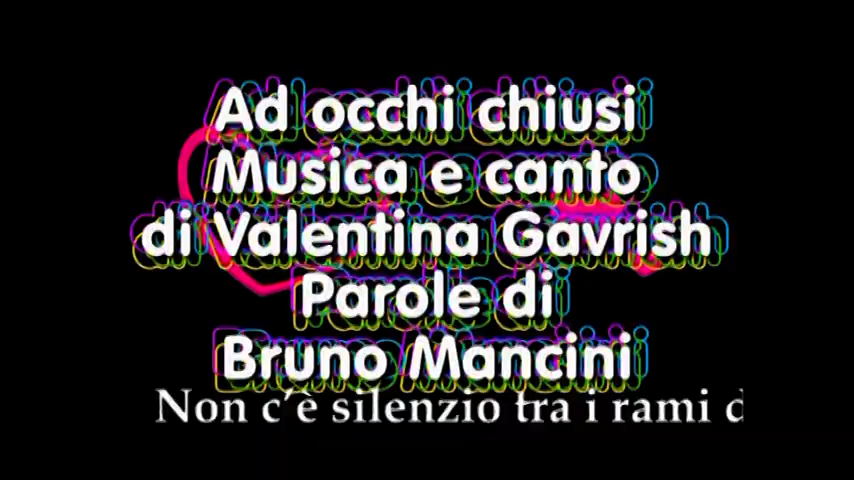 Ad occhi chiusi
Musica e canto
di Valentina Gavrish
Parole di
Bruno Mancini
Non c´è silenzio tra i rami d